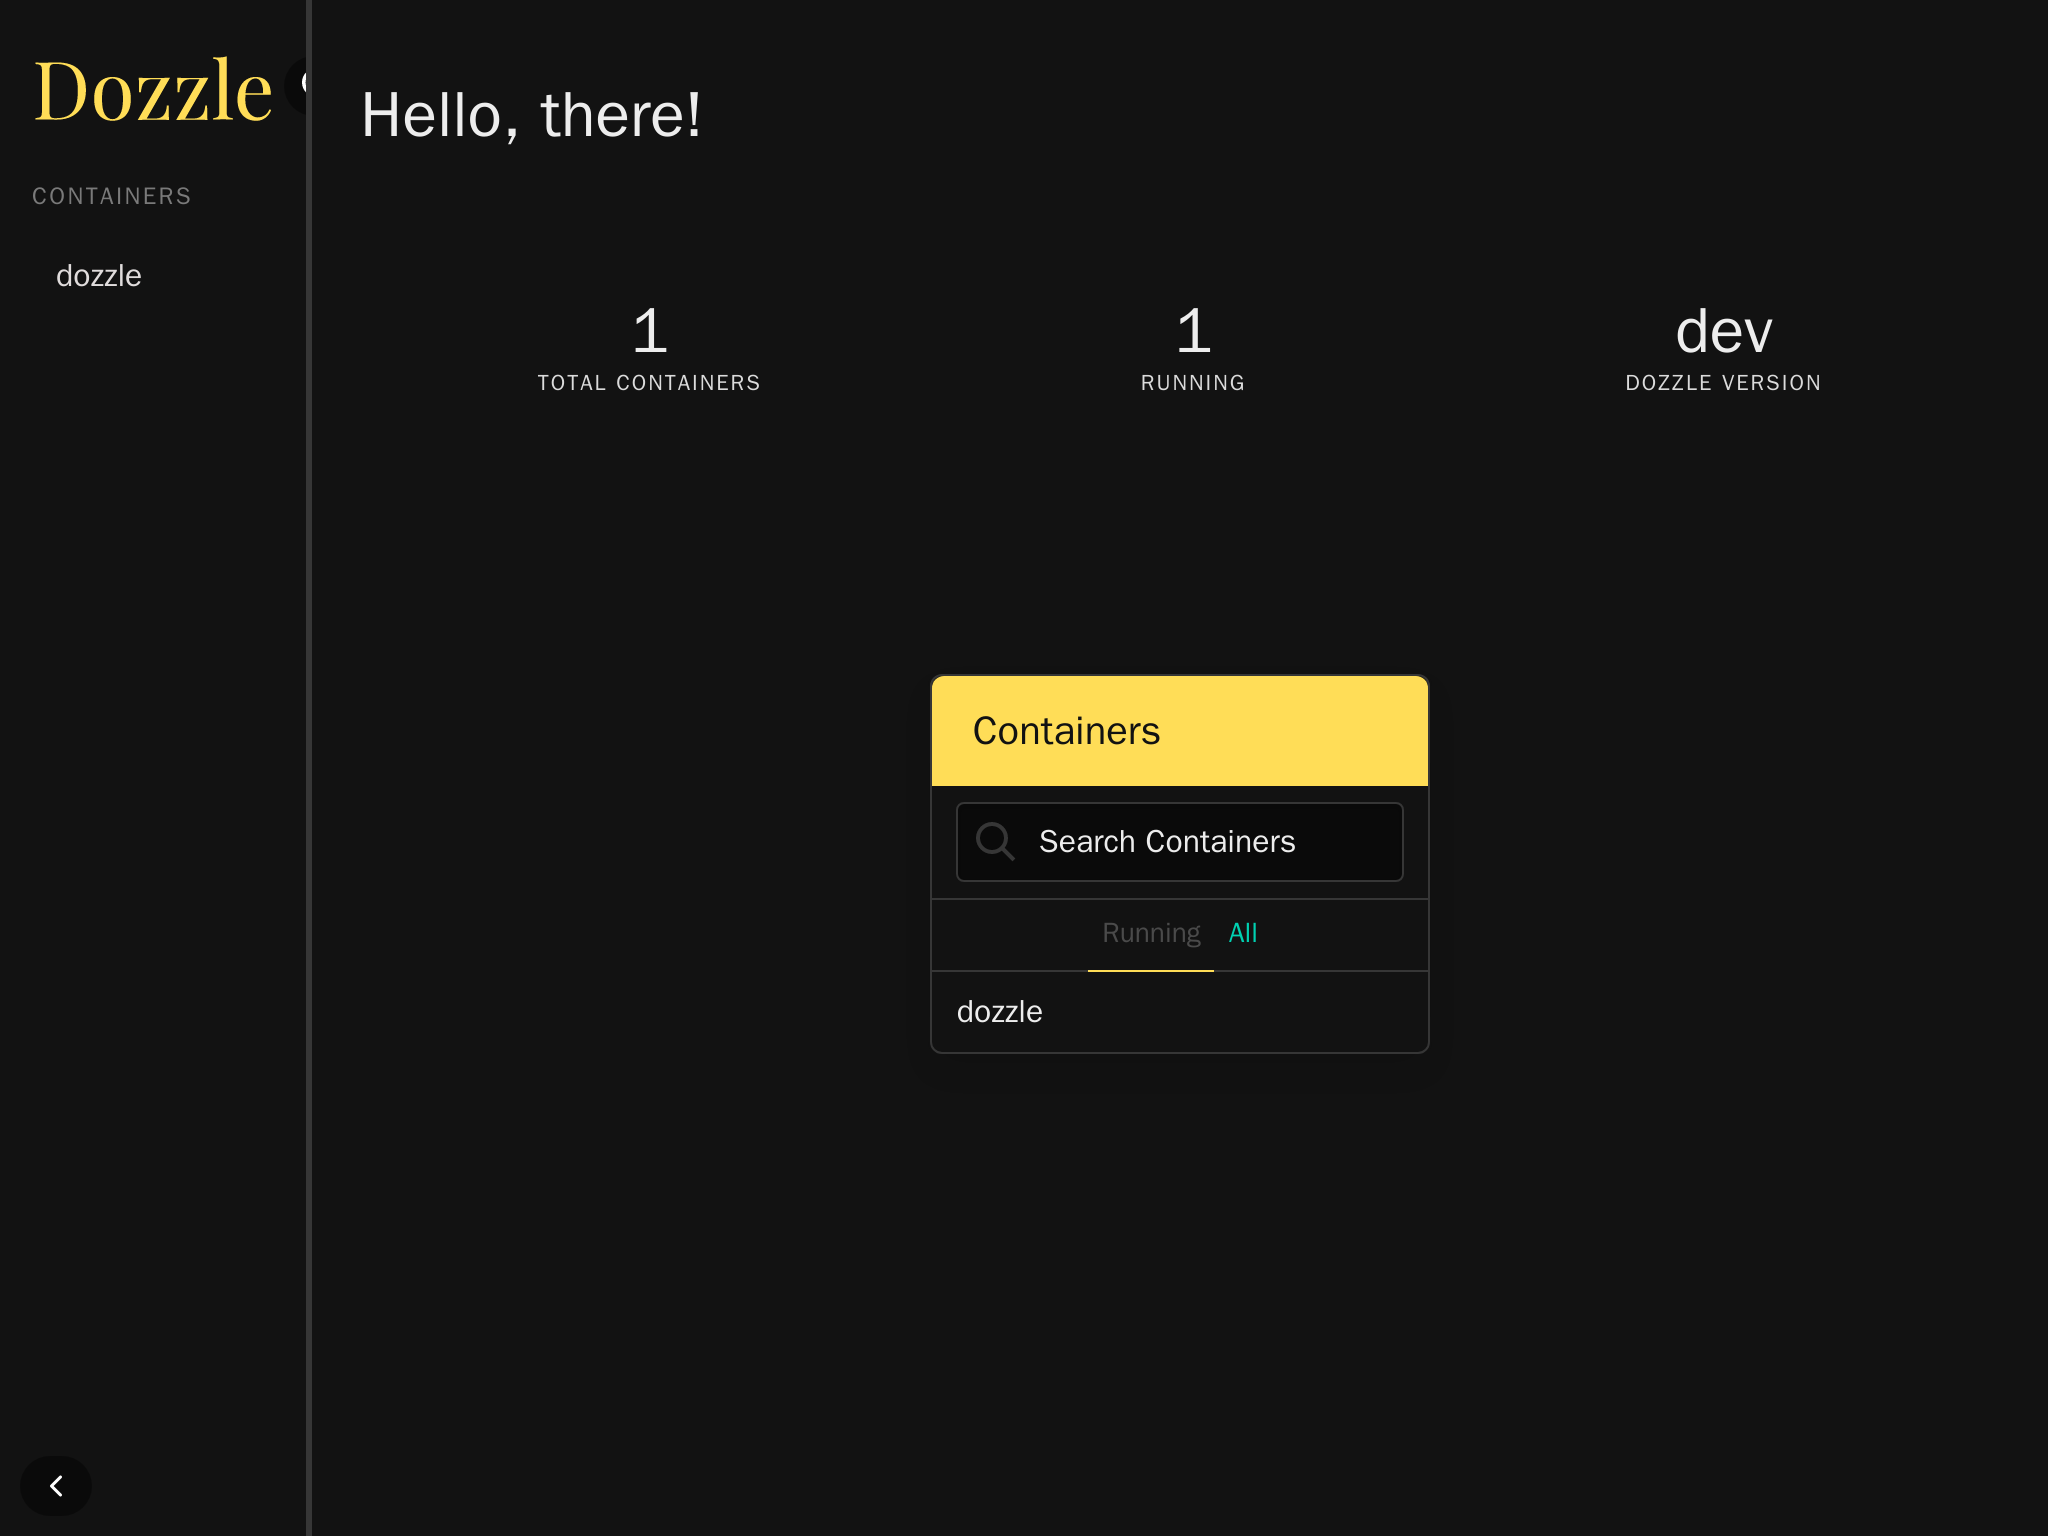 Dozzle
CONTAINERS
dozzle
Hello, there!
1
TOTAL CONTAINERS
1
RUNNING
dev
DOZZLE VERSION
Containers
Search Containers
Running All
dozzle